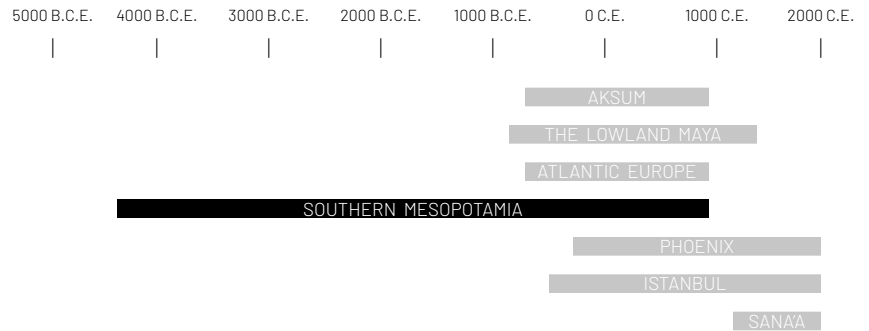 5000 B.C.E. 4000 B.C.E. 3000 B.C.E. 2000 B.C.E. 1000 B.C.E. 0 C.E. 1000 C.E. 2000 C.E.
AKSUM
THE LOWLAND MAYA
ATLANTIC EUROPE
SOUTHERN MESOPOTAMIA
PHOENIX
ISTANBUL
SANA'A